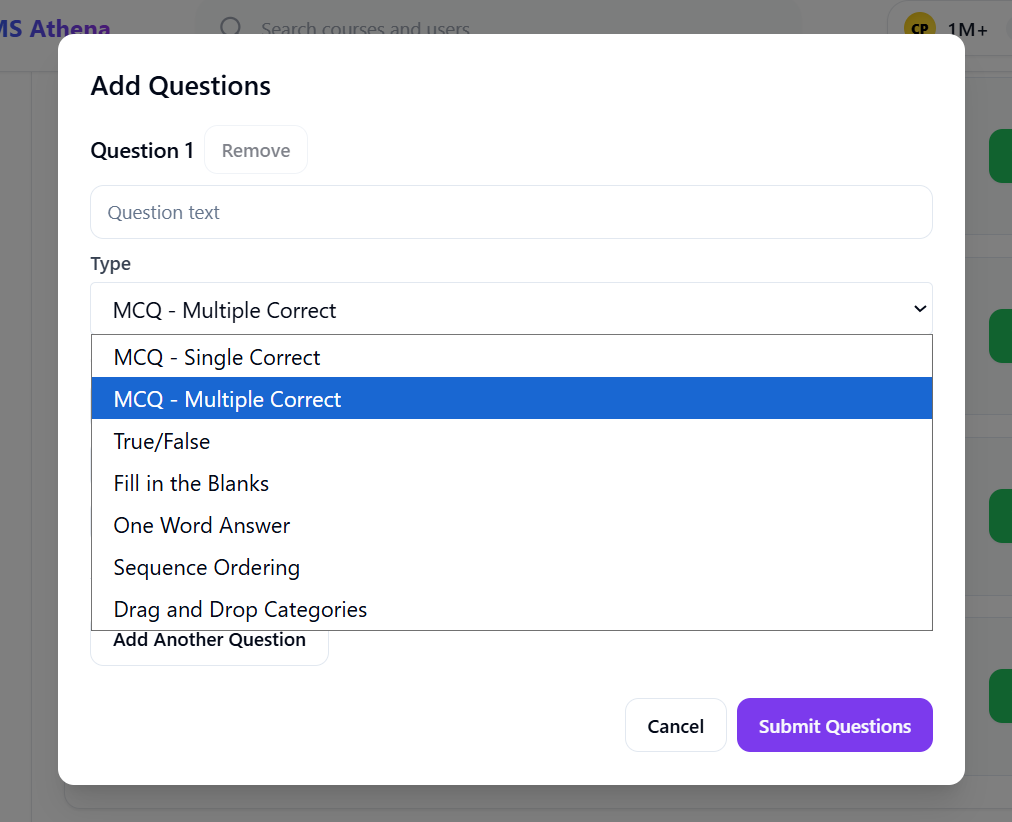 MS Athena
Search courses and users
CP 1M+
Add Questions
Question 1 Remove
Question text
Type
MCQ - Multiple Correct
MCQ - Single Correct
MCQ - Multiple Correct
True/False
Fill in the Blanks
One Word Answer
Sequence Ordering
Drag and Drop Categories
Add Another Question
Cancel Submit Questions